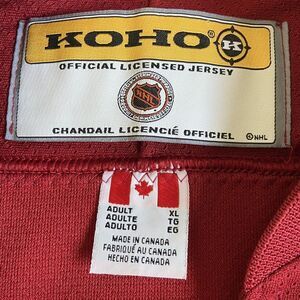 KOHO® K
OFFICIAL LICENSED JERSEY
NHL
CHANDAIL LICENCIÉ OFFICIEL
©NHL
ADULT XL
ADULTE TG
ADULTO EG
MADE IN CANADA
FABRIQUÉ AU CANADA
HECHO EN CANADA